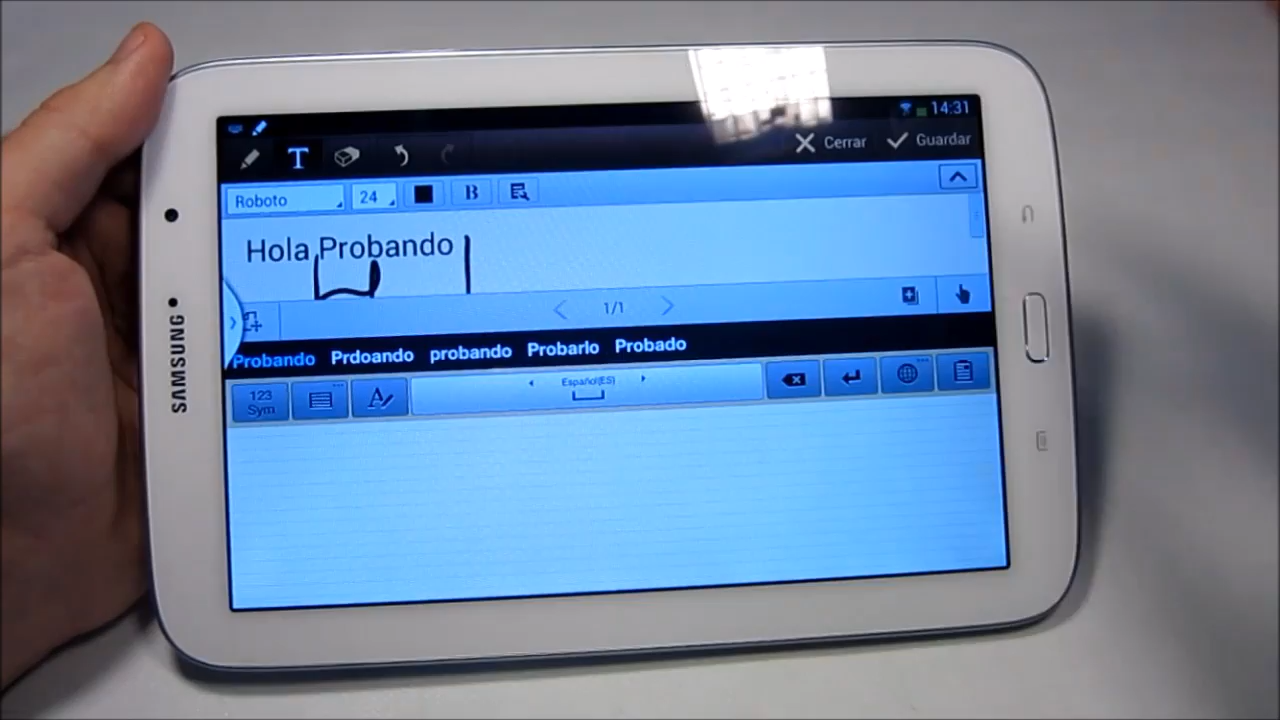 14:31
T Cerrar Guardar
Roboto 24 B
Hola Probando
1/1
Probando Prdoando probando Probarlo Probado
123
Sym
A
Español(ES)
SAMSUNG